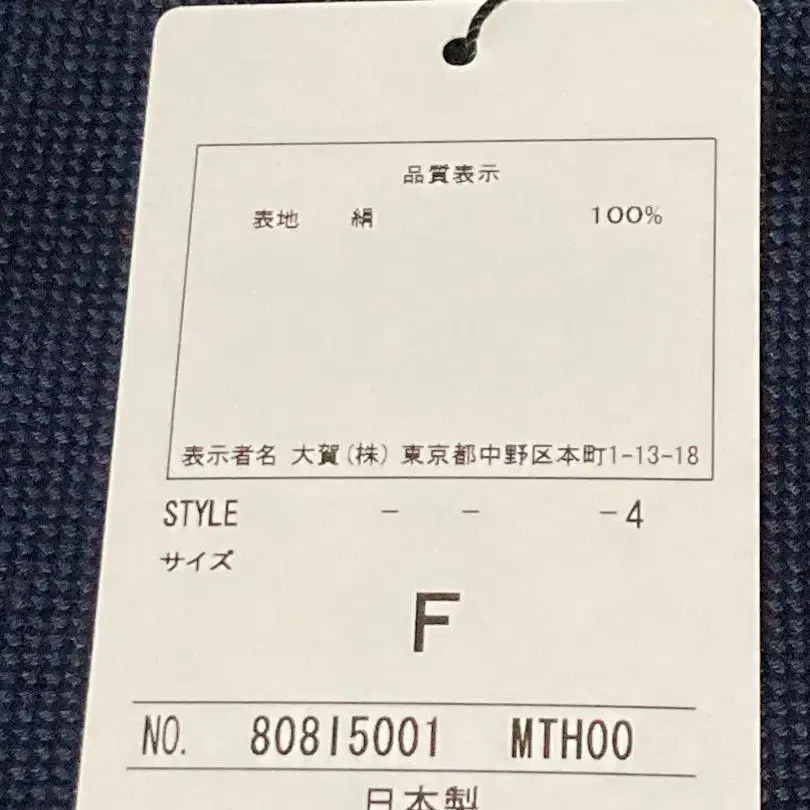 品質表示
表地 絹 100%
表示者名 大賀(株) 東京都中野区本町1-13-18
STYLE - - -4
サイズ
F
NO. 80815001 MTH00
日本製